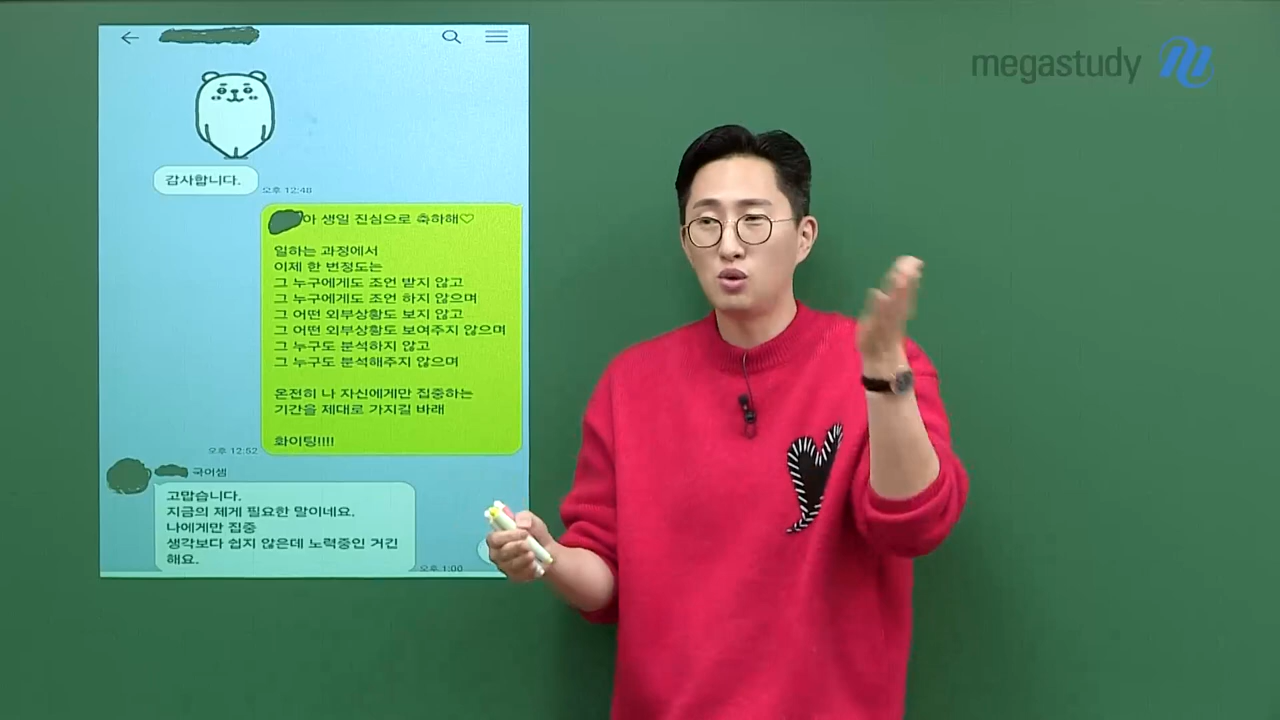 megastudy
감사합니다.
오후 12:48
아 생일 진심으로 축하해♡
일하는 과정에서
이제 한 번정도는
그 누구에게도 조언 받지 않고
그 누구에게도 조언 하지 않으며
그 어떤 외부상황도 보지 않고
그 어떤 외부상황도 보여주지 않으며
그 누구도 분석하지 않고
그 누구도 분석해주지 않으며
온전히 나 자신에게만 집중하는
기간을 제대로 가지길 바래
화이팅!!!!
오후 12:52
국어쌤
고맙습니다.
지금의 제게 필요한 말이네요.
나에게만 집중
생각보다 쉽지 않은데 노력중인 거긴
해요.
오후 1:00